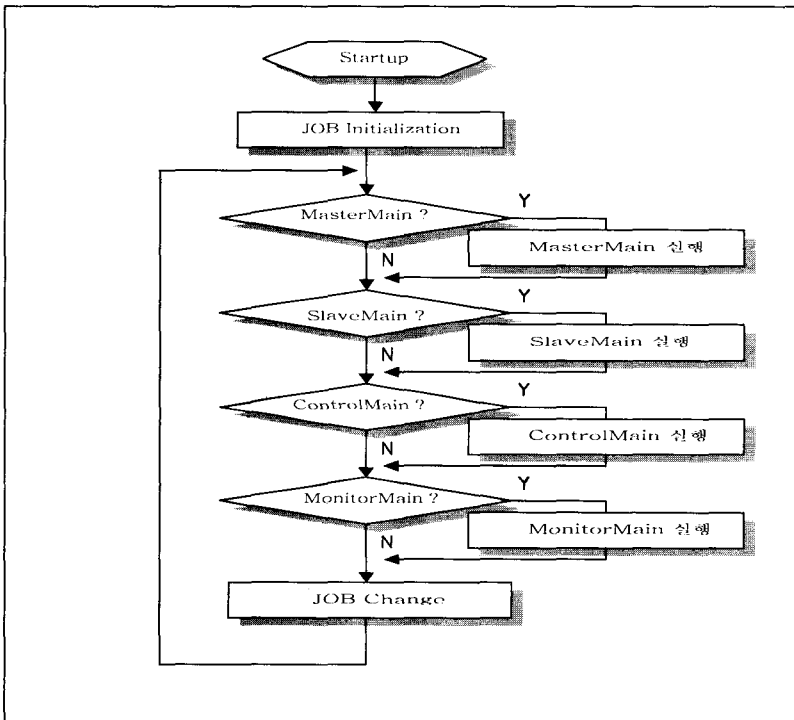 Startup
JOB Initialization
MasterMain ?
Y
MasterMain 실행
N
SlaveMain ?
Y
SlaveMain 실행
N
ControlMain ?
Y
ControlMain 실행
N
MonitorMain ?
Y
MonitorMain 실행
N
JOB Change